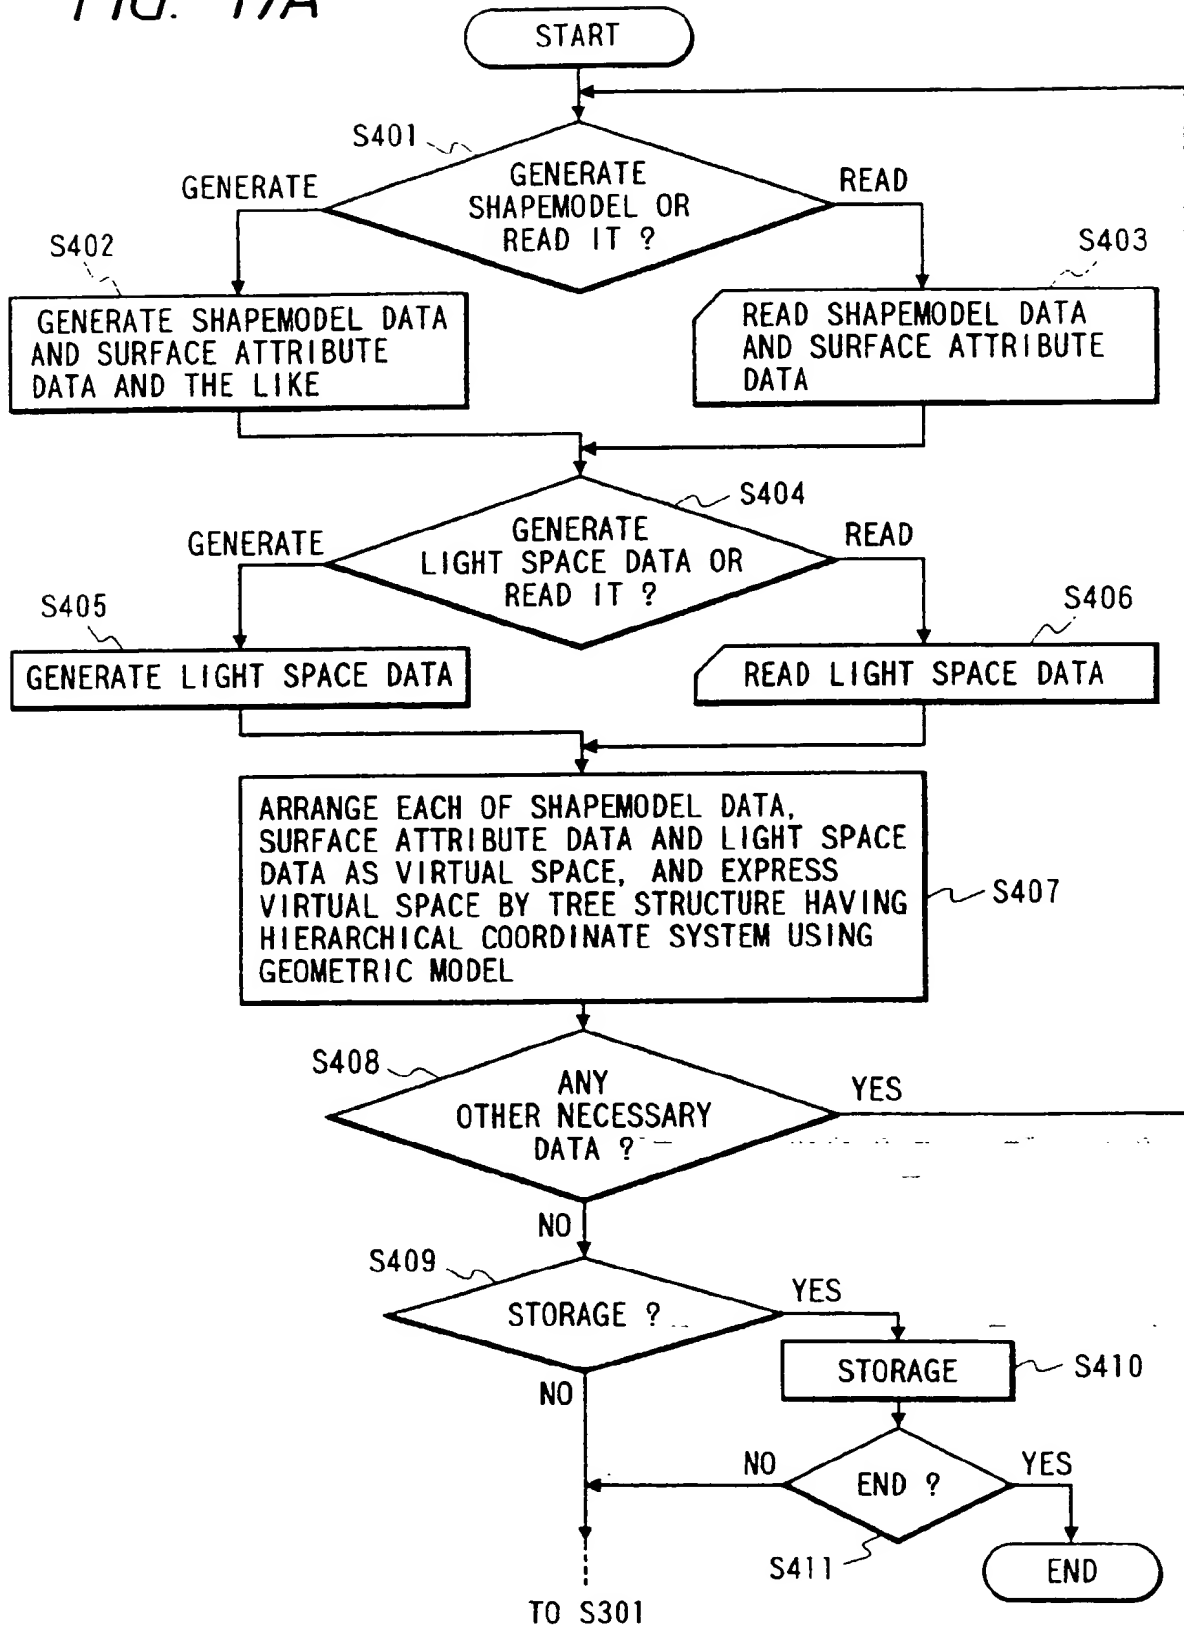 START
S401
GENERATE
SHAPEMODEL OR
READ IT ?
GENERATE
READ
S402
S403
GENERATE SHAPEMODEL DATA
AND SURFACE ATTRIBUTE
DATA AND THE LIKE
READ SHAPEMODEL DATA
AND SURFACE ATTRIBUTE
DATA
S404
GENERATE
LIGHT SPACE DATA OR
READ IT ?
GENERATE
READ
S405
S406
GENERATE LIGHT SPACE DATA
READ LIGHT SPACE DATA
ARRANGE EACH OF SHAPEMODEL DATA,
SURFACE ATTRIBUTE DATA AND LIGHT SPACE
DATA AS VIRTUAL SPACE, AND EXPRESS
VIRTUAL SPACE BY TREE STRUCTURE HAVING
HIERARCHICAL COORDINATE SYSTEM USING
GEOMETRIC MODEL
S407
S408
ANY
OTHER NECESSARY
DATA ?
YES
NO
S409
STORAGE ?
YES
NO
STORAGE
S410
END ?
NO
YES
S411
END
TO S301